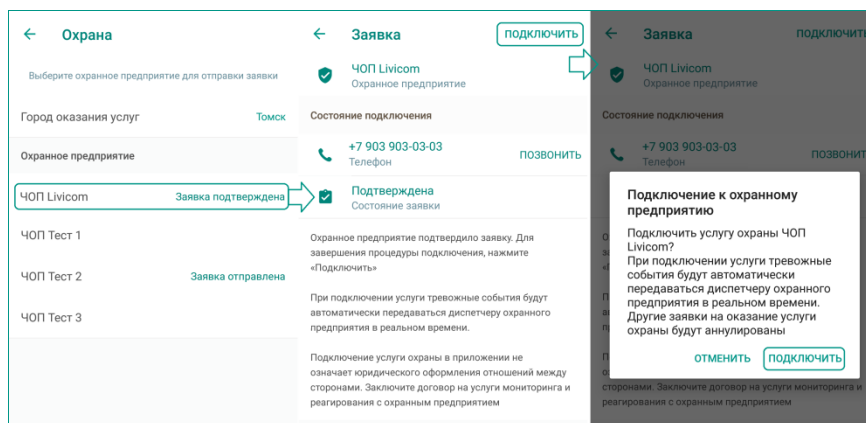 Охрана
Выберите охранное предприятие для отправки заявки
Город оказания услуг Томск
Охранное предприятие
ЧОП Livicom Заявка подтверждена
ЧОП Тест 1
ЧОП Тест 2 Заявка отправлена
ЧОП Тест 3
Заявка ПОДКЛЮЧИТЬ
ЧОП Livicom
Охранное предприятие
Состояние подключения
+7 903 903-03-03
Телефон
ПОЗВОНИТЬ
Подтверждена
Состояние заявки
Охранное предприятие подтвердило заявку. Для
завершения процедуры подключения, нажмите
«Подключить»
При подключении услуги тревожные события будут
автоматически передаваться диспетчеру охранного
предприятия в реальном времени.
Подключение услуги охраны в приложении не
означает юридического оформления отношений между
сторонами. Заключите договор на услуги мониторинга и
реагирования с охранным предприятием
Заявка ПОДКЛЮЧИТЬ
ЧОП Livicom
Охранное предприятие
Состояние подключения
+7 903 903-03-03
Телефон
ПОЗВОНИТ
Подключение к охранному
предприятию
Подключить услугу охраны ЧОП
Livicom?
При подключении услуги тревожные
события будут автоматически
передаваться диспетчеру охранного
предприятия в реальном времени.
Другие заявки на оказание услуги
охраны будут аннулированы
ОТМЕНИТЬ ПОДКЛЮЧИТЬ
сторонами. Заключите договор на услуги мониторинга и
реагирования с охранным предприятием